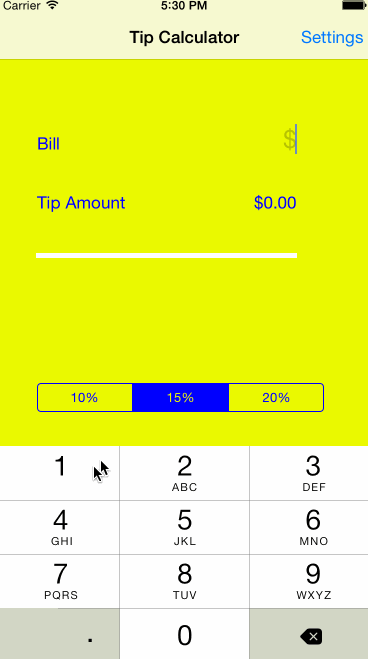 Carrier 5:30 PM
Tip Calculator Settings
Bill $
Tip Amount $0.00
10% 15% 20%
1 2 3
ABC DEF
4 5 6
GHI JKL MNO
7 8 9
PQRS TUV WXYZ
. 0